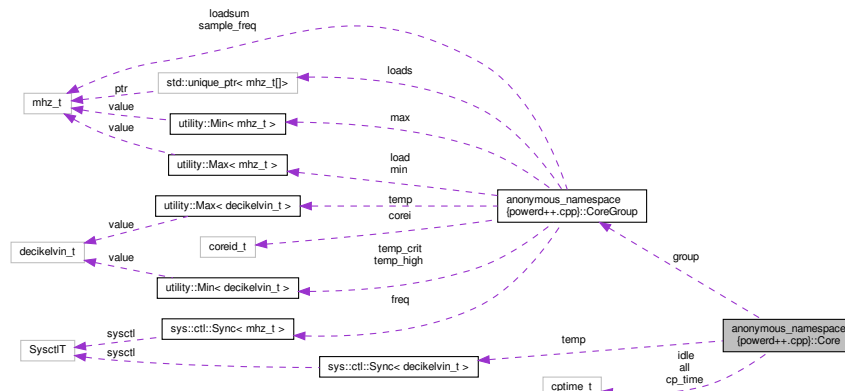 loadsum
sample_freq
loads
ptr
std::unique_ptr< mhz_t[]>
mhz_t
value
max
utility::Min< mhz_t >
value
load
min
utility::Max< mhz_t >
anonymous_namespace
{powerd++.cpp}::CoreGroup
temp
utility::Max< decikelvin_t >
corei
value
coreid_t
decikelvin_t
temp_crit
temp_high
value
group
utility::Min< decikelvin_t >
freq
sysctl
sys::ctl::Sync< mhz_t >
anonymous_namespace
{powerd++.cpp}::Core
SysctlT
sysctl
temp
sys::ctl::Sync< decikelvin_t >
idle
all
cp_time
cptime_t